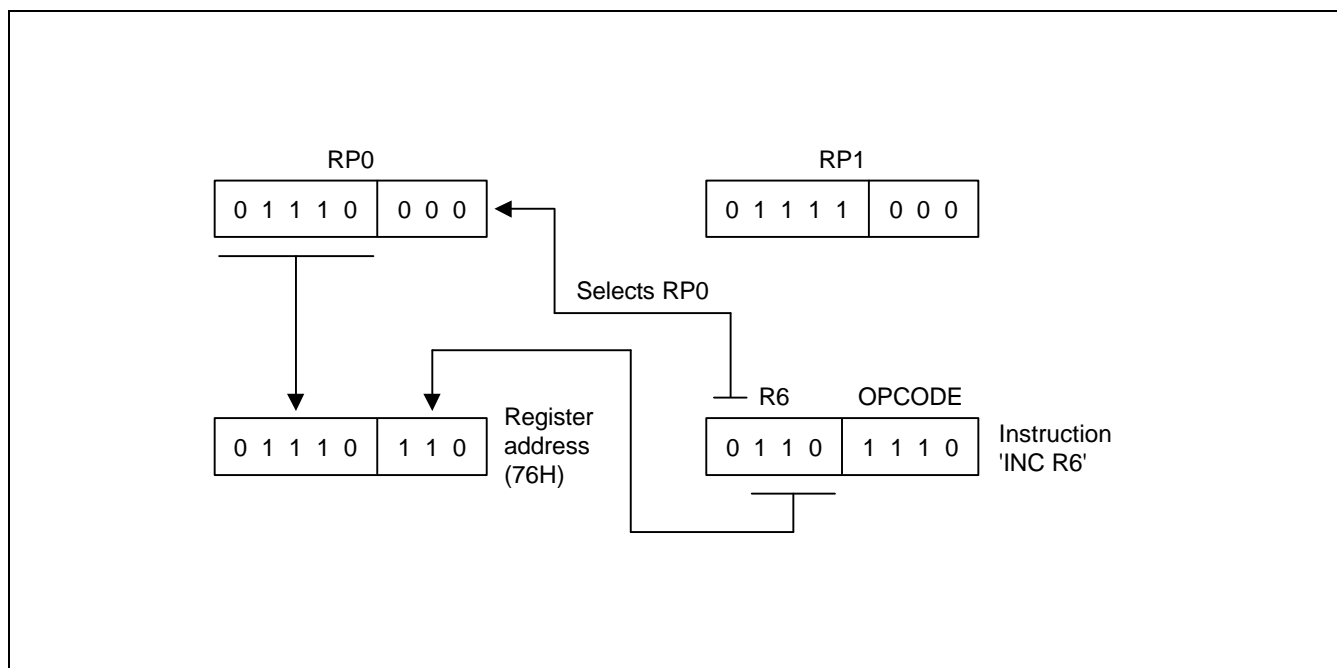 RP0
RP1
0 1 1 1 0 0 0 0
0 1 1 1 1 0 0 0
Selects RP0
R6 OPCODE
0 1 1 1 0 1 1 0
Register
address
(76H)
0 1 1 0 1 1 1 0
Instruction
'INC R6'